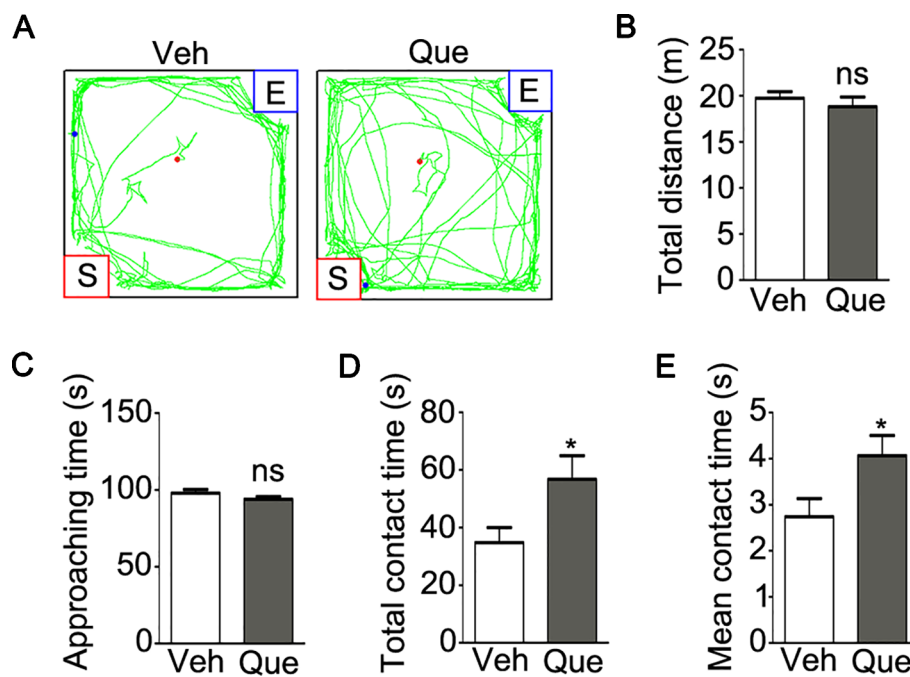 A
Veh
Que
E
E
S
S
B
Total distance (m)
25
20
15
10
5
0
ns
Veh
Que
C
Approaching time (s)
150
100
50
0
ns
Veh
Que
D
Total contact time (s)
80
60
40
20
0
*
Veh
Que
E
Mean contact time (s)
5
4
3
2
1
0
*
Veh
Que